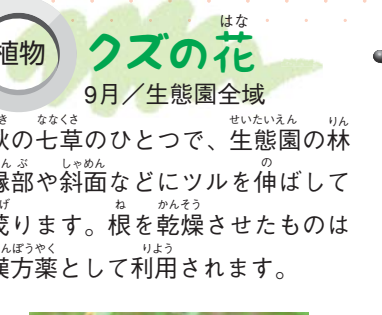 植物
クズの花
9月／生態園全域
秋の七草のひとつで、生態園の林
縁部や斜面などにツルを伸ばして
茂ります。根を乾燥させたものは
漢方薬として利用されます。